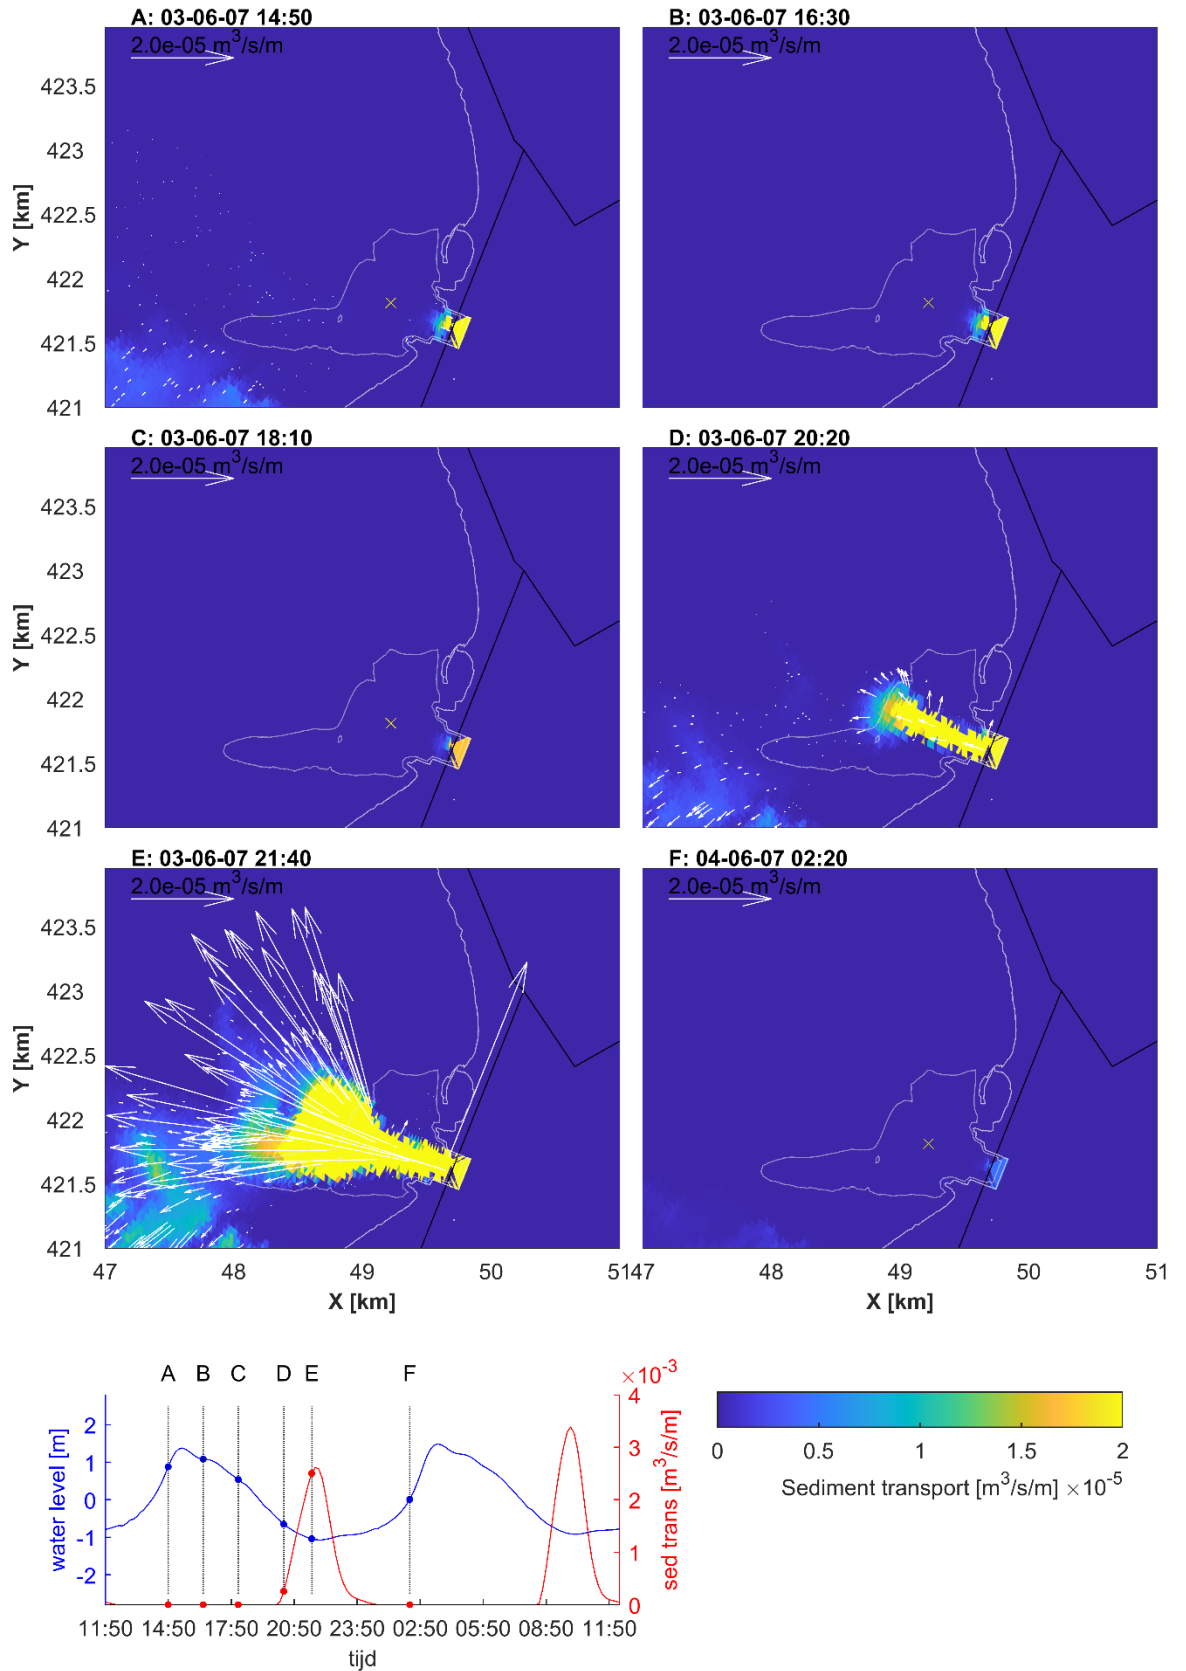 A: 03-06-07 14:50
2.0e-05 m³/s/m
B: 03-06-07 16:30
2.0e-05 m³/s/m
423.5
423
422.5
422
421.5
421
Y [km]
C: 03-06-07 18:10
2.0e-05 m³/s/m
D: 03-06-07 20:20
2.0e-05 m³/s/m
423.5
423
422.5
422
421.5
421
Y [km]
E: 03-06-07 21:40
2.0e-05 m³/s/m
F: 04-06-07 02:20
2.0e-05 m³/s/m
423.5
423
422.5
422
421.5
421
Y [km]
47 48 49 50 51
X [km]
47 48 49 50 51
X [km]
A B C D E F
×10⁻³
2
1
0
-1
-2
water level [m]
4
3
2
1
0
sed trans [m³/s/m]
11:50 14:50 17:50 20:50 23:50 02:50 05:50 08:50 11:50
tijd
0 0.5 1 1.5 2
Sediment transport [m³/s/m] ×10⁻⁵